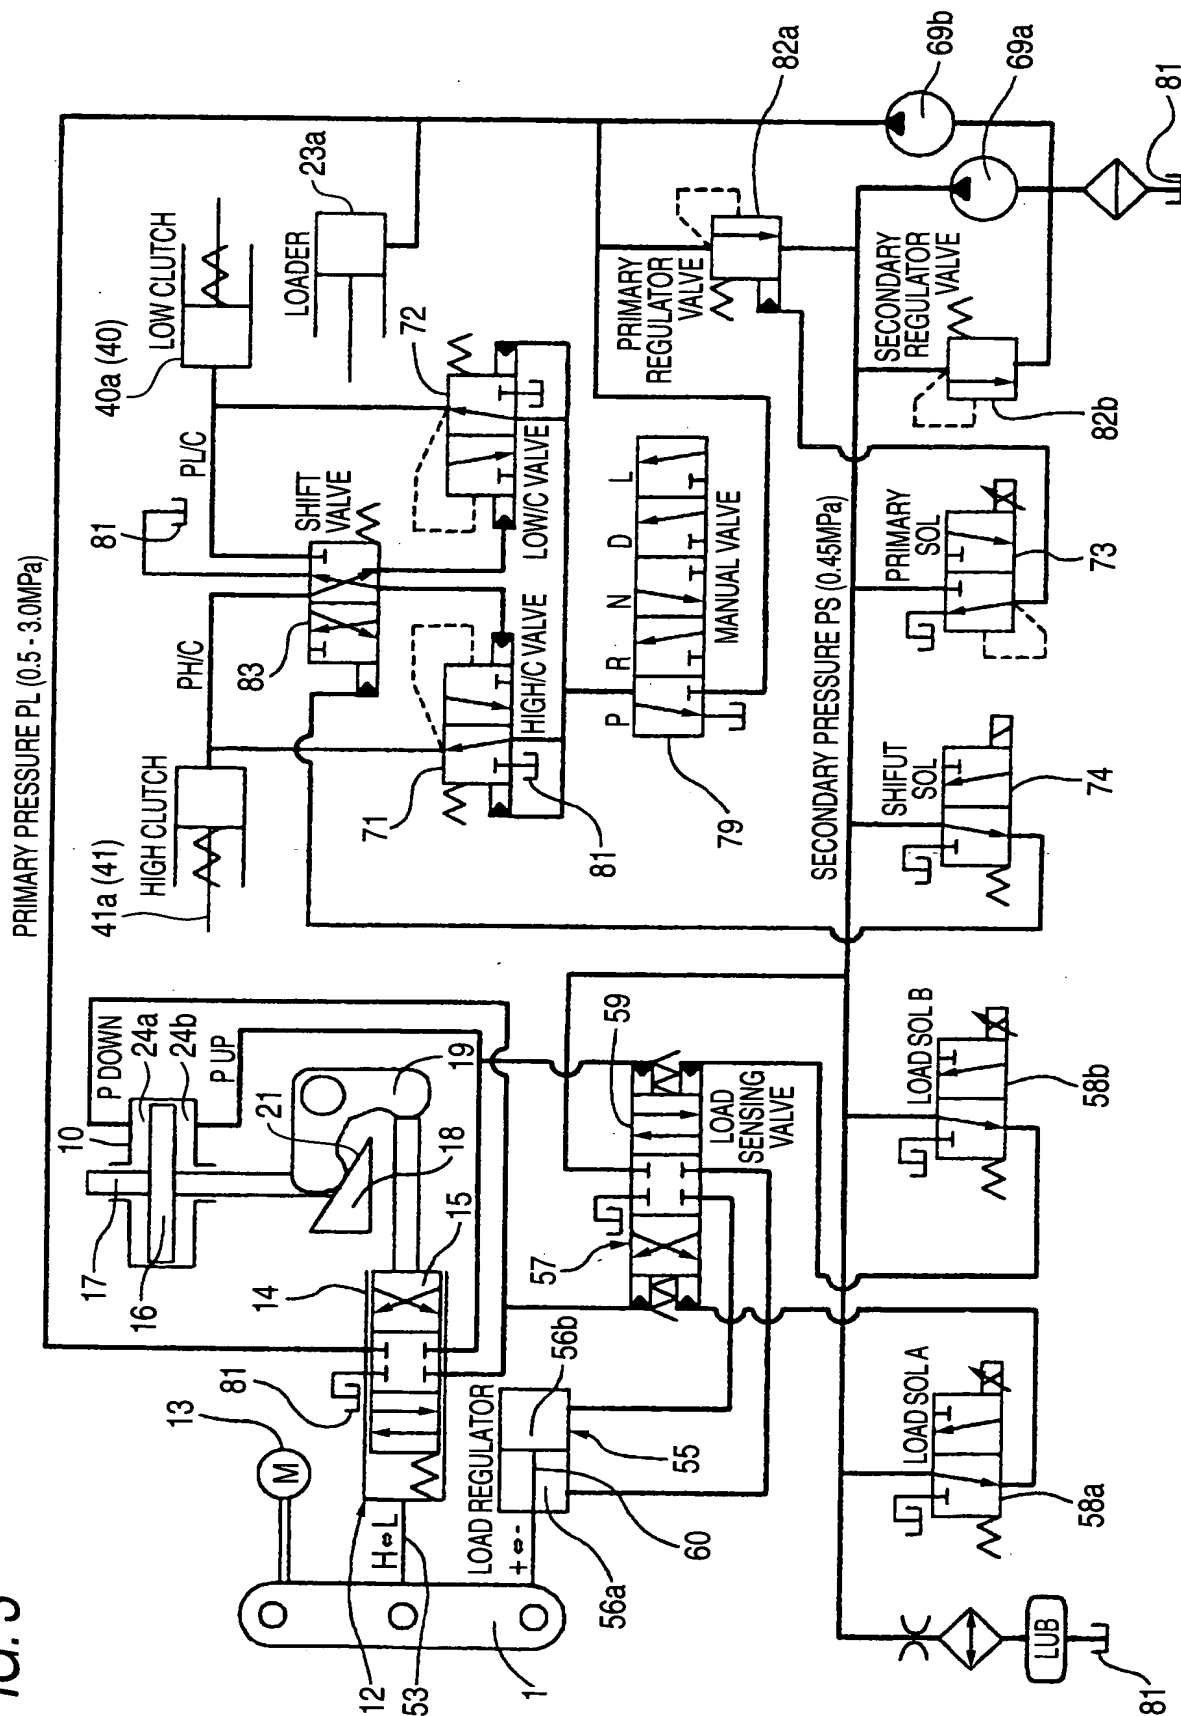 PRIMARY PRESSURE PL (0.5 - 3.0MPa)
12
53
1
13
M
H⇔L
81
14
15
17
16
10
P DOWN
24a
24b
P UP
21
18
19
LOAD REGULATOR
+⇔-
56a
56b
55
60
57
59
LOAD
SENSING
VALVE
41a (41)
HIGH CLUTCH
PH/C
83
SHIFT
VALVE
81
PL/C
40a (40)
LOW CLUTCH
LOADER
23a
71
HIGH/C VALVE
81
72
LOW/C VALVE
P
R
N
D
L
79
MANUAL VALVE
PRIMARY
REGULATOR
VALVE
82a
69b
69a
81
SECONDARY PRESSURE PS (0.45MPa)
SECONDARY
REGULATOR
VALVE
82b
LOAD SOL A
58a
LOAD SOL B
58b
SHIFUT
SOL
74
PRIMARY
SOL
73
LUB
81